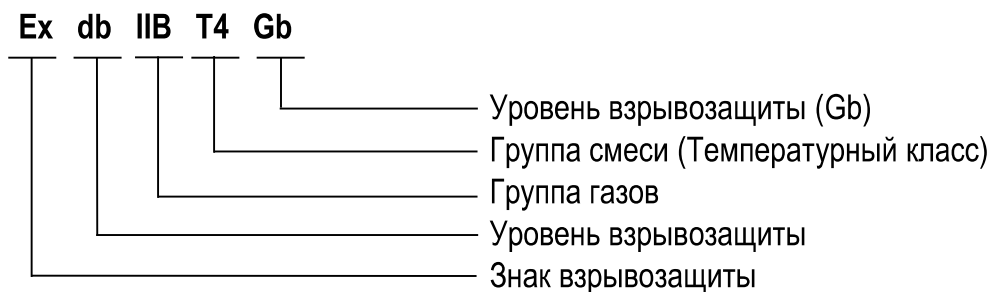 Ex db IIB T4 Gb
Уровень взрывозащиты (Gb)
Группа смеси (Температурный класс)
Группа газов
Уровень взрывозащиты
Знак взрывозащиты